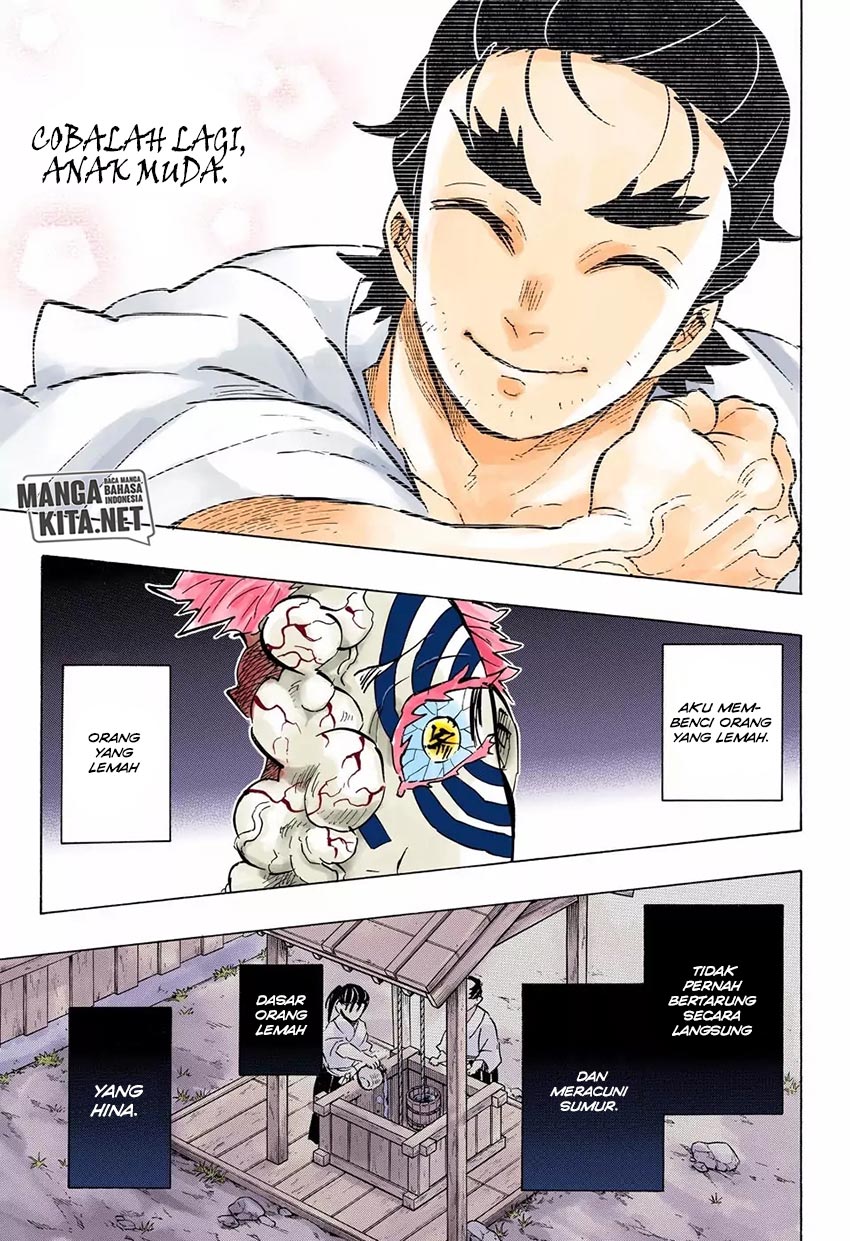 COBALAH LAGI,
ANAK MUDA.
MANGA
KITA.NET
BACA MANGA
BAHASA
INDONESIA
AKU MEM-
BENCI ORANG
YANG LEMAH.
ORANG
YANG
LEMAH
TIDAK
PERNAH
BERTARUNG
SECARA
LANGSUNG
DAN
MERACUNI
SUMUR.
DASAR
ORANG
LEMAH
YANG
HINA.